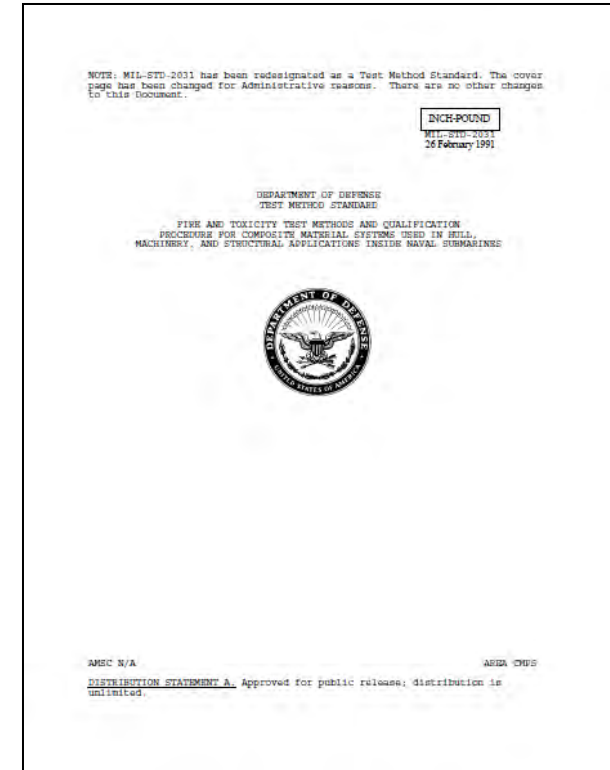 NOTE: MIL-STD-2031 has been redesignated as a Test Method Standard. The cover
page has been changed for Administrative reasons. There are no other changes
to this Document.
INCH-POUND
MIL-STD-2031
26 February 1991
DEPARTMENT OF DEFENSE
TEST METHOD STANDARD
FIRE AND TOXICITY TEST METHODS AND QUALIFICATION
PROCEDURE FOR COMPOSITE MATERIAL SYSTEMS USED IN HULL,
MACHINERY, AND STRUCTURAL APPLICATIONS INSIDE NAVAL SUBMARINES
DEPARTMENT OF DEFENSE
UNITED STATES OF AMERICA
AMSC N/A
AREA CMPS
DISTRIBUTION STATEMENT A. Approved for public release; distribution is
unlimited.